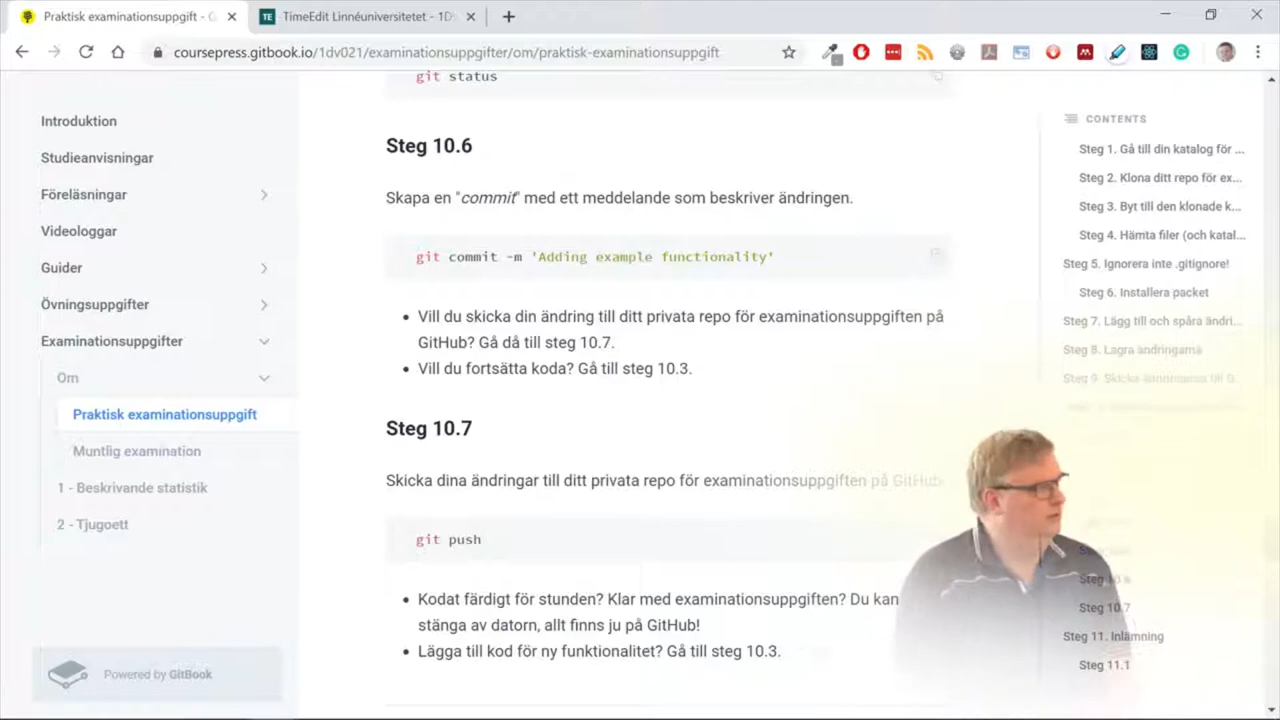 Praktisk examinationsuppgift - G
TimeEdit Linnéuniversitetet - 1DV
coursepress.gitbook.io/1dv021/examinationsuppgifter/om/praktisk-examinationsuppgift
Introduktion
Studieanvisningar
Föreläsningar
Videologgar
Guider
Övningsuppgifter
Examinationsuppgifter
Om
Praktisk examinationsuppgift
Muntlig examination
1 - Beskrivande statistik
2 - Tjugoett
Powered by GitBook
git status
Steg 10.6
Skapa en "commit" med ett meddelande som beskriver ändringen.
git commit -m 'Adding example functionality'
Vill du skicka din ändring till ditt privata repo för examinationsuppgiften på
GitHub? Gå då till steg 10.7.
Vill du fortsätta koda? Gå till steg 10.3.
Steg 10.7
Skicka dina ändringar till ditt privata repo för examinationsuppgiften på GitHub.
git push
Kodat färdigt för stunden? Klar med examinationsuppgiften? Du kan
stänga av datorn, allt finns ju på GitHub!
Lägga till kod för ny funktionalitet? Gå till steg 10.3.
CONTENTS
Steg 1. Gå till din katalog för ...
Steg 2. Klona ditt repo för ex...
Steg 3. Byt till den klonade k...
Steg 4. Hämta filer (och katal...
Steg 5. Ignorera inte .gitignore!
Steg 6. Installera packet
Steg 7. Lägg till och spåra ändri...
Steg 8. Lagra ändringarna
Steg 9. Skicka ändringarna till G...
Steg 10.7
Steg 11. Inlämning
Steg 11.1